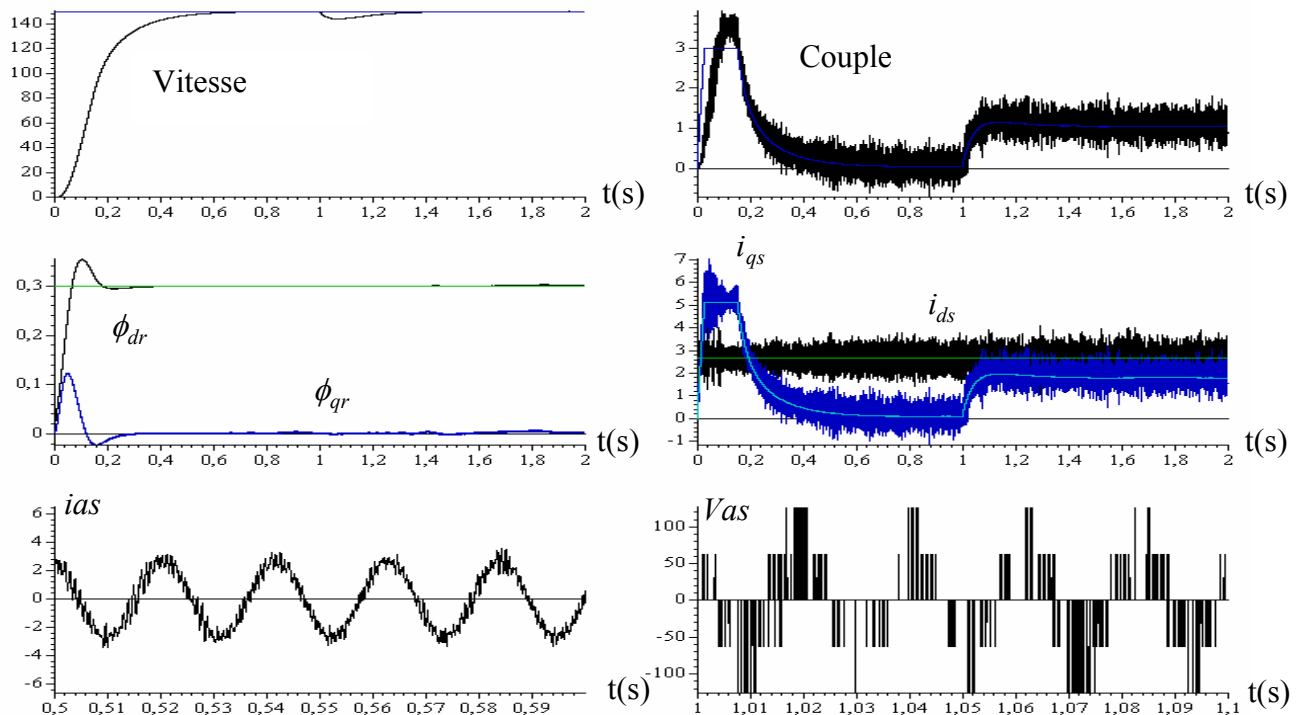 140
120
100
80
60
40
20
0
Vitesse
t(s)
0 0,2 0,4 0,6 0,8 1 1,2 1,4 1,6 1,8 2
3
2
1
0
Couple
t(s)
0 0,2 0,4 0,6 0,8 1 1,2 1,4 1,6 1,8 2
0,3
0,2
0,1
0
ϕdr
ϕqr
t(s)
0 0,2 0,4 0,6 0,8 1 1,2 1,4 1,6 1,8 2
iqs
7
6
5
4
3
2
1
0
-1
ids
t(s)
0 0,2 0,4 0,6 0,8 1 1,2 1,4 1,6 1,8 2
ias
6
4
2
0
-2
-4
-6
t(s)
0,5 0,51 0,52 0,53 0,54 0,55 0,56 0,57 0,58 0,59
Vas
100
50
0
-50
-100
t(s)
1 1,01 1,02 1,03 1,04 1,05 1,06 1,07 1,08 1,09 1,1